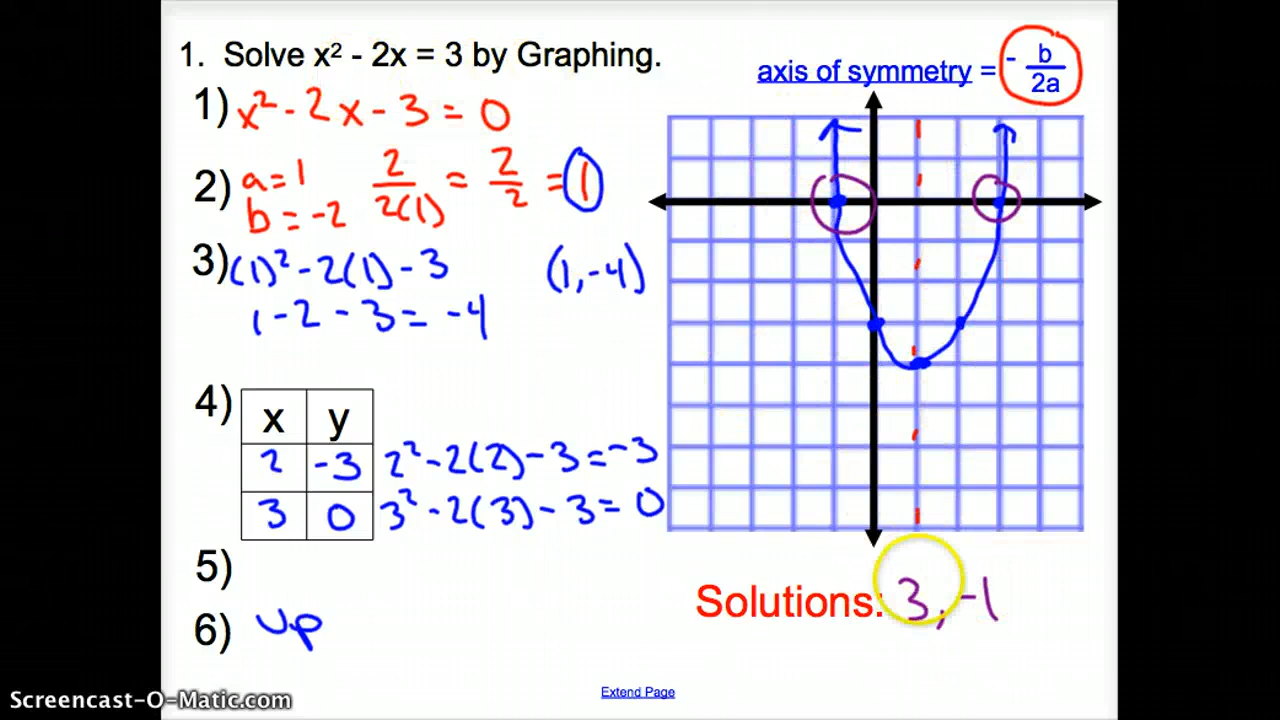 1. Solve x² - 2x = 3 by Graphing.
axis of symmetry = - b/2a
1) x² - 2x - 3 = 0
2) a = 1
b = -2
2/2(1) = 2/2 = 1
3) (1)² - 2(1) - 3
(1, -4)
1 - 2 - 3 = -4
4)
x y
2 -3 2² - 2(2) - 3 = -3
3 0 3² - 2(3) - 3 = 0
5)
6) up
Solutions: 3, -1
Extend Page
Screencast-O-Matic.com